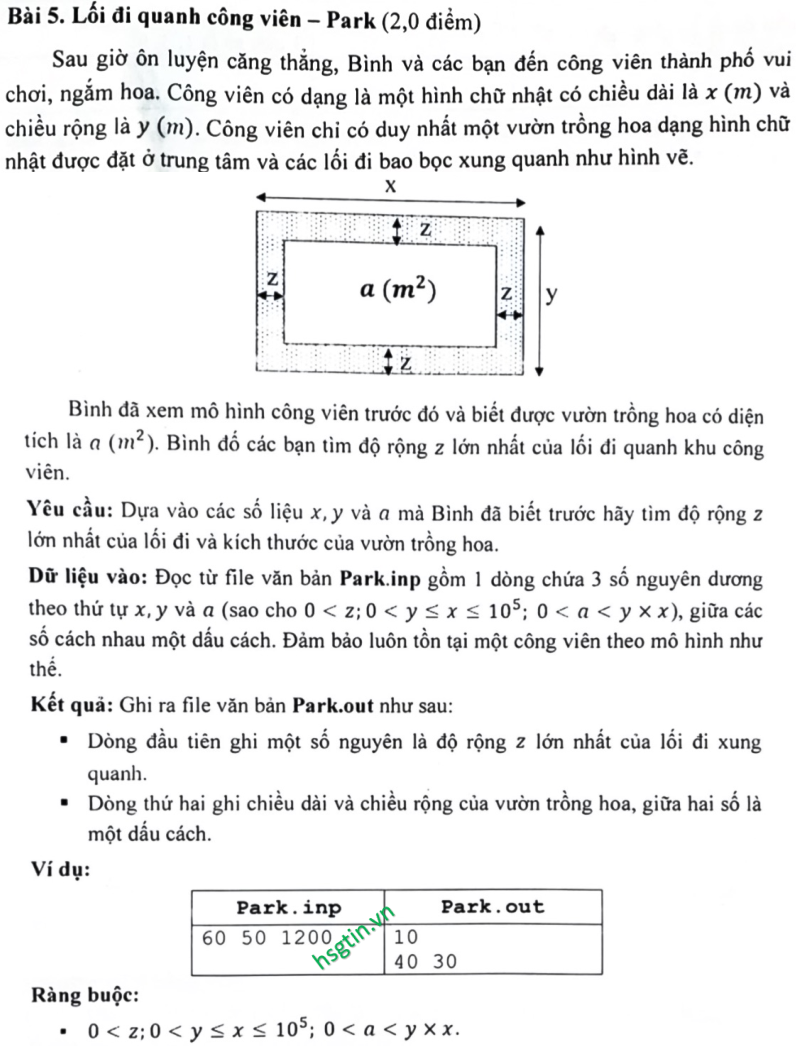 Bài 5. Lối đi quanh công viên – Park (2,0 điểm)
Sau giờ ôn luyện căng thẳng, Bình và các bạn đến công viên thành phố vui
chơi, ngắm hoa. Công viên có dạng là một hình chữ nhật có chiều dài là x (m) và
chiều rộng là y (m). Công viên chỉ có duy nhất một vườn trồng hoa dạng hình chữ
nhật được đặt ở trung tâm và các lối đi bao bọc xung quanh như hình vẽ.
x
z
z
a (m²)
z
y
z
Bình đã xem mô hình công viên trước đó và biết được vườn trồng hoa có diện
tích là a (m²). Bình đố các bạn tìm độ rộng z lớn nhất của lối đi quanh khu công
viên.
Yêu cầu: Dựa vào các số liệu x, y và a mà Bình đã biết trước hãy tìm độ rộng z
lớn nhất của lối đi và kích thước của vườn trồng hoa.
Dữ liệu vào: Đọc từ file văn bản Park.inp gồm 1 dòng chứa 3 số nguyên dương
theo thứ tự x, y và a (sao cho 0 < z; 0 < y ≤ x ≤ 10⁵; 0 < a < y × x), giữa các
số cách nhau một dấu cách. Đảm bảo luôn tồn tại một công viên theo mô hình như
thế.
Kết quả: Ghi ra file văn bản Park.out như sau:
▪ Dòng đầu tiên ghi một số nguyên là độ rộng z lớn nhất của lối đi xung
quanh.
▪ Dòng thứ hai ghi chiều dài và chiều rộng của vườn trồng hoa, giữa hai số là
một dấu cách.
Ví dụ:
Park.inp Park.out
60 50 1200 10
40 30
hsgtin.vn
Ràng buộc:
▪ 0 < z; 0 < y ≤ x ≤ 10⁵; 0 < a < y × x.